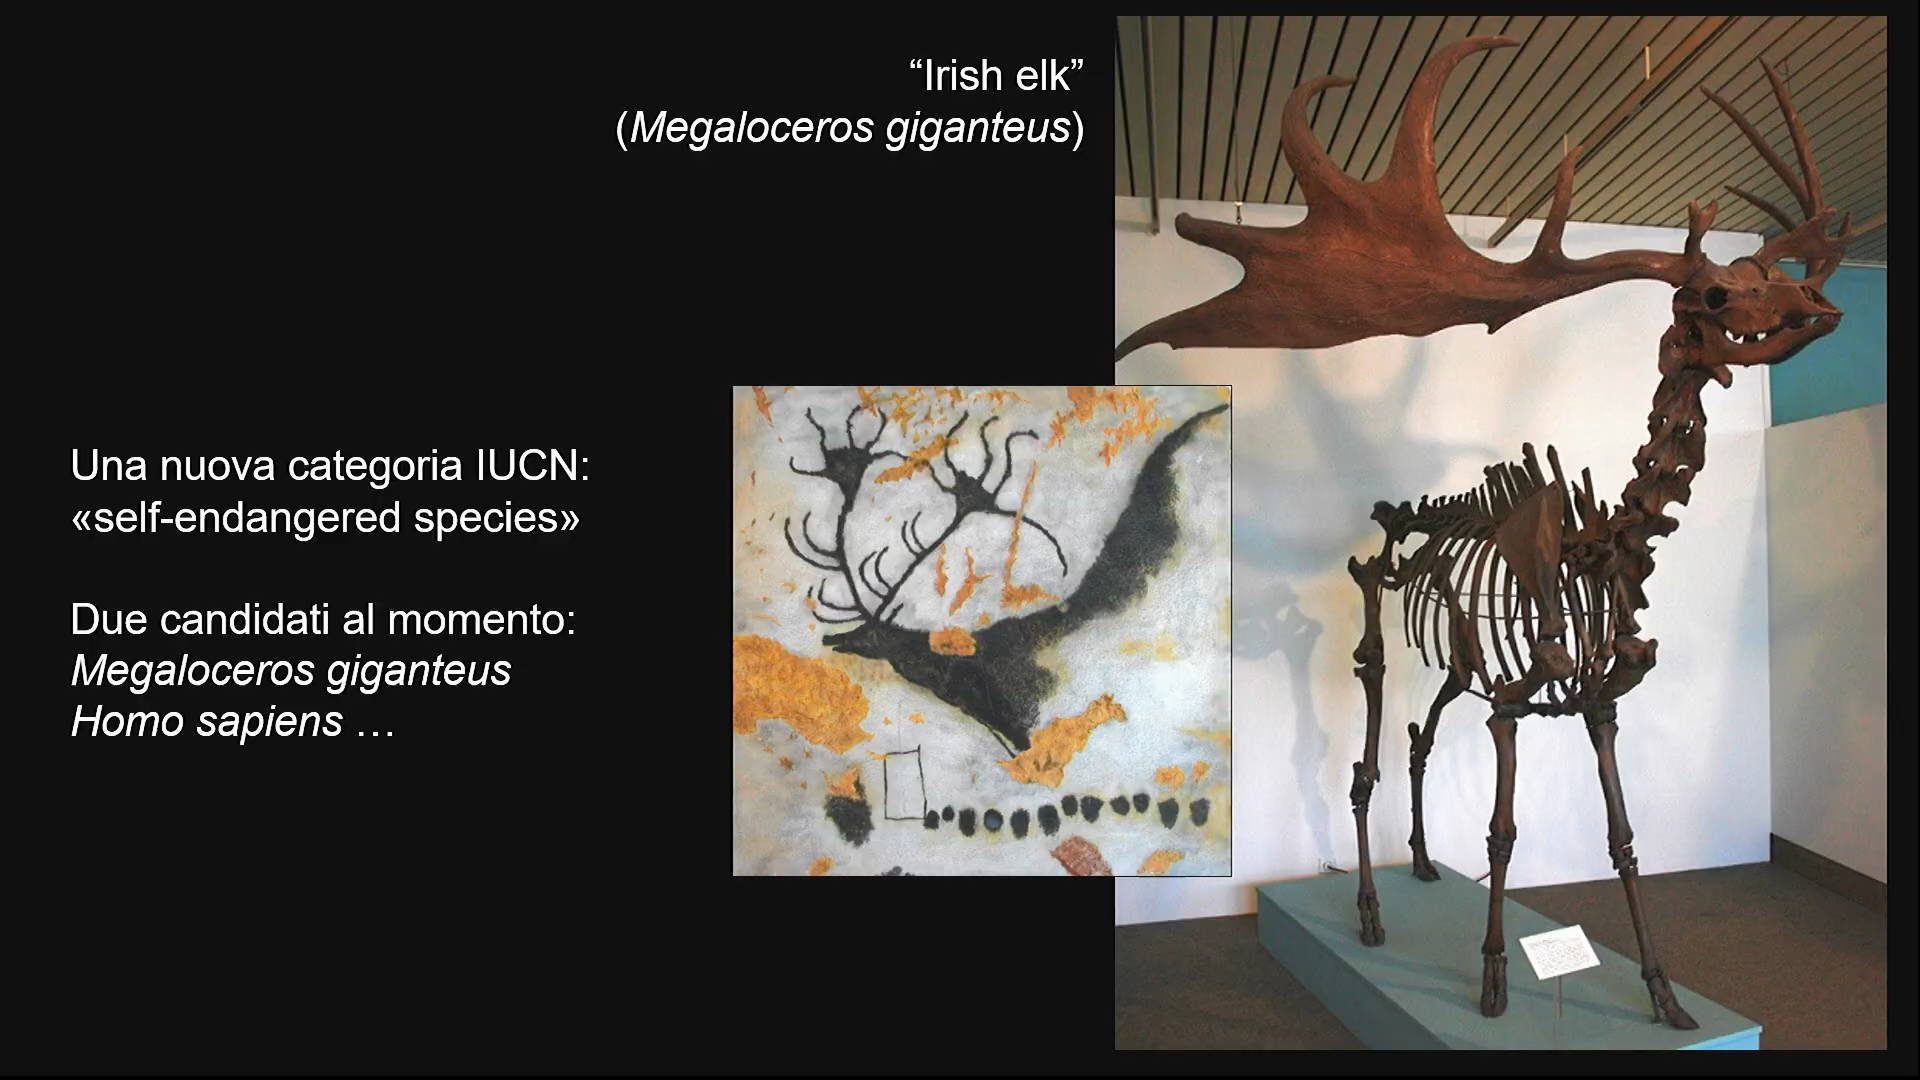 “Irish elk”
(Megaloceros giganteus)
Una nuova categoria IUCN:
«self-endangered species»
Due candidati al momento:
Megaloceros giganteus
Homo sapiens …